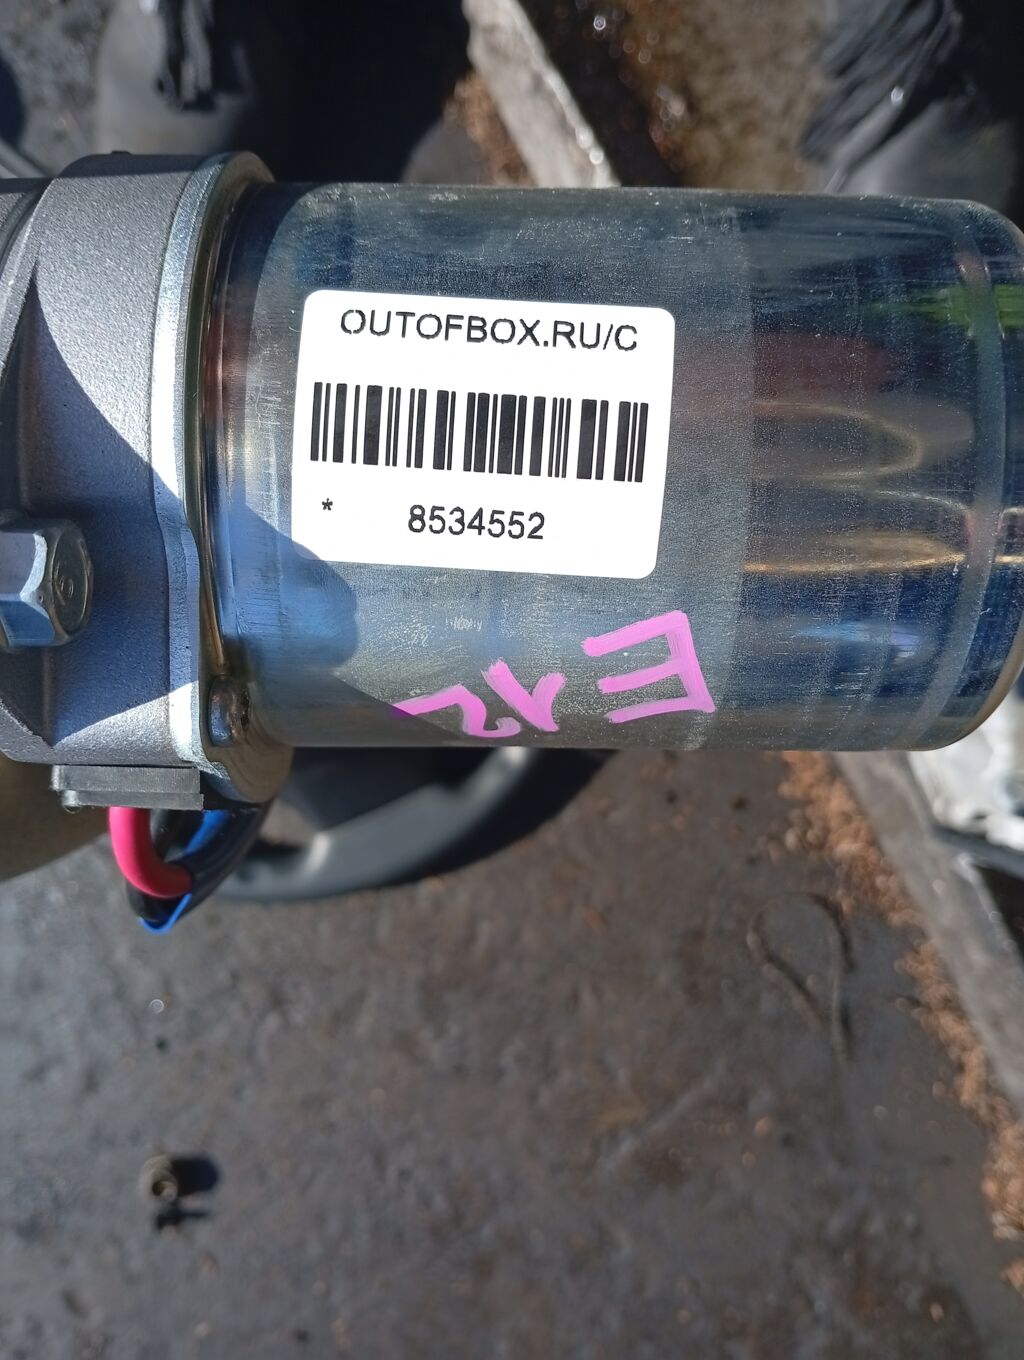 OUTOFBOX.RU/C
* 8534552
E12